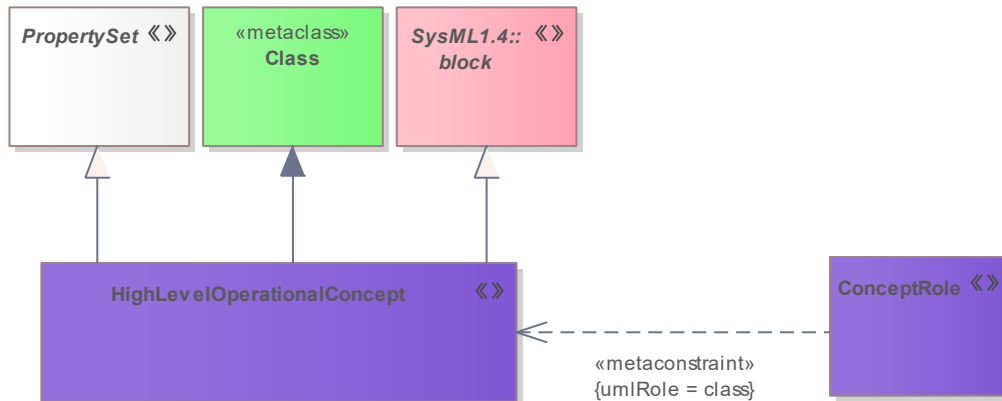 PropertySet «»
«metaclass»
Class
SysML1.4:: «»
block
HighLevelOperationalConcept «»
ConceptRole «»
«metaconstraint»
{umlRole = class}